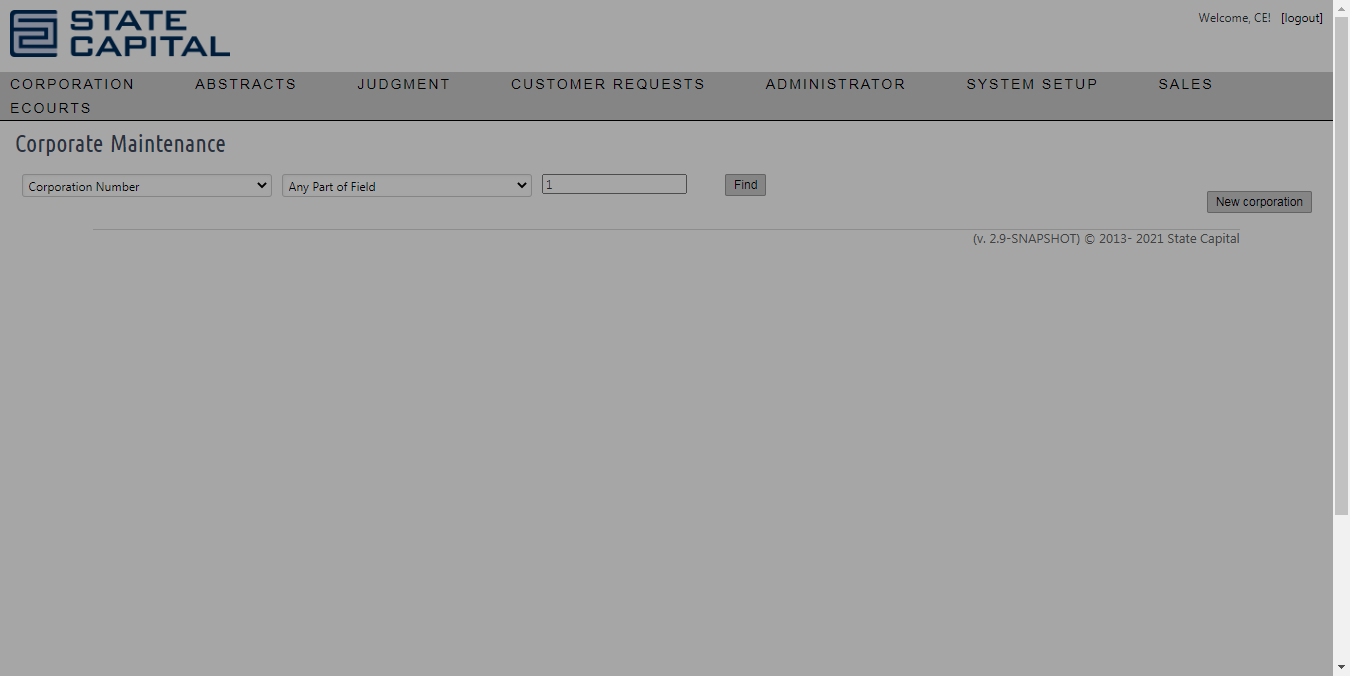 STATE
CAPITAL
Welcome, CE! [logout]
CORPORATION ABSTRACTS JUDGMENT CUSTOMER REQUESTS ADMINISTRATOR SYSTEM SETUP SALES
ECOURTS
Corporate Maintenance
Corporation Number Any Part of Field 1 Find
New corporation
(v. 2.9-SNAPSHOT) © 2013- 2021 State Capital